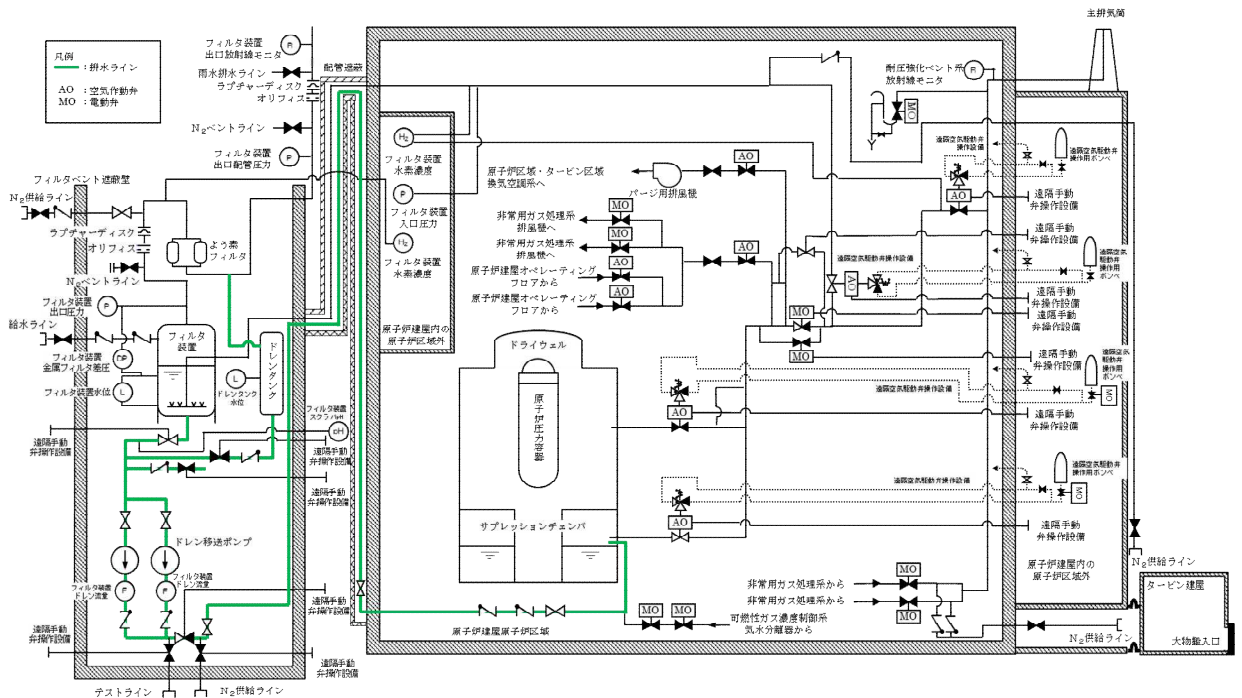 凡例
：排水ライン
AO：空気作動弁
MO：電動弁
フィルタ装置
出口放射線モニタ
R
雨水排水ライン
ラプチャーディスク
オリフィス
N₂ベントライン
フィルタ装置
出口配管圧力
P
配管遮蔽
主排気筒
耐圧強化ベント系
放射線モニタ
R
MO
フィルタベント遮蔽壁
N₂供給ライン
ラプチャーディスク
オリフィス
よう素
フィルタ
N₂ベントライン
フィルタ装置
出口圧力
P
給水ライン
フィルタ
装置
ドレンタンク
フィルタ装置
金属フィルタ差圧
DP
フィルタ装置水位
L
L
ドレンタンク
水位
フィルタ装置
スクラバpH
pH
遠隔手動
弁操作設備
遠隔手動
弁操作設備
遠隔手動
弁操作設備
ドレン移送ポンプ
フィルタ装置
ドレン流量
F
フィルタ装置
ドレン流量
F
遠隔手動
弁操作設備
遠隔手動
弁操作設備
遠隔手動
弁操作設備
テストライン
N₂供給ライン
H₂
フィルタ装置
水素濃度
P
フィルタ装置
入口圧力
H₂
フィルタ装置
水素濃度
原子炉建屋内の
原子炉区域外
原子炉区域・タービン区域
換気空調系へ
パージ用排風機
AO
非常用ガス処理系
排風機へ
MO
非常用ガス処理系
排風機へ
MO
原子炉建屋オペレーティング
フロアから
AO
原子炉建屋オペレーティング
フロアから
AO
AO
ドライウェル
原子炉圧力容器
サプレッションチェンバ
MO
MO
AO
AO
AO
AO
遠隔空気駆動弁
操作設備
遠隔空気駆動弁操作設備
遠隔空気駆動弁操作設備
遠隔空気駆動弁操作設備
遠隔空気駆動弁
操作用ボンベ
遠隔手動
弁操作設備
遠隔手動
弁操作設備
遠隔空気駆動弁
操作用ボンベ
遠隔手動
弁操作設備
遠隔手動
弁操作設備
遠隔手動
弁操作設備
遠隔空気駆動弁
操作用ボンベ
MO
遠隔手動
弁操作設備
遠隔空気駆動弁
操作用ボンベ
MO
遠隔手動
弁操作設備
原子炉建屋内の
原子炉区域外
N₂供給ライン
非常用ガス処理系から
MO
非常用ガス処理系から
MO
可燃性ガス濃度制御系
気水分離器から
MO
MO
原子炉建屋原子炉区域
N₂供給ライン
タービン建屋
大物搬入口